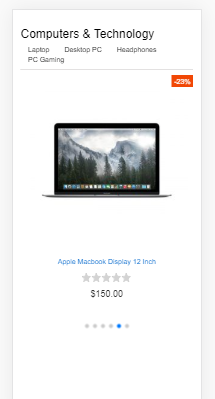 Computers & Technology
Laptop Desktop PC Headphones
PC Gaming
-23%
Apple Macbook Display 12 Inch
$150.00